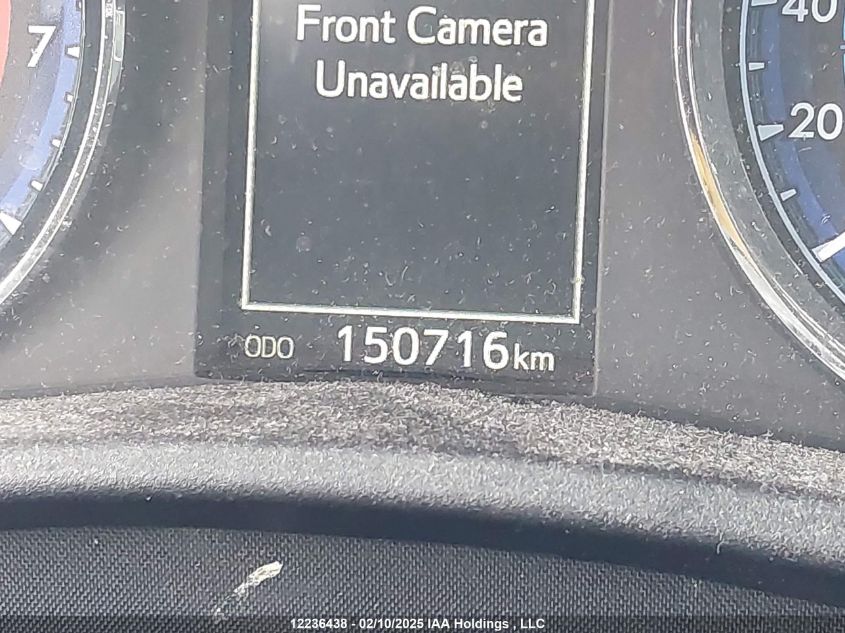 Front Camera
Unavailable
7
40
20
ODO 150716km
12236438 - 02/10/2025 IAA Holdings , LLC